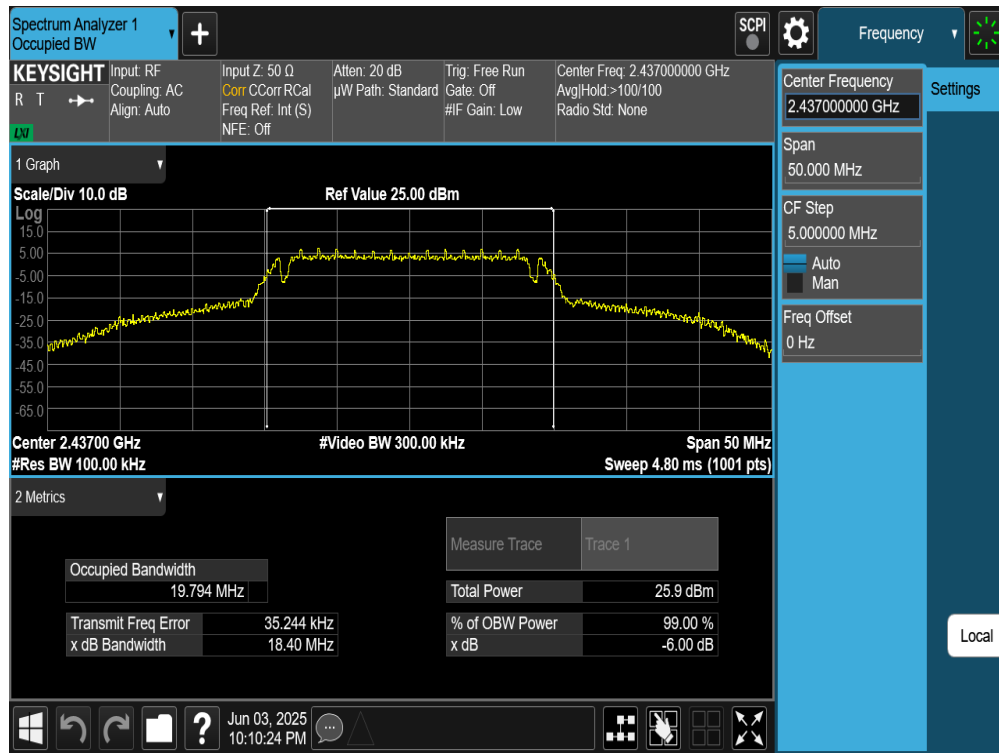 Spectrum Analyzer 1
Occupied BW
+
SCPI
Frequency
KEYSIGHT
R T
LXI
Input: RF
Coupling: AC
Align: Auto
Input Z: 50 Ω
Corr CCorr RCal
Freq Ref: Int (S)
NFE: Off
Atten: 20 dB
µW Path: Standard
Trig: Free Run
Gate: Off
#IF Gain: Low
Center Freq: 2.437000000 GHz
Avg|Hold:>100/100
Radio Std: None
1 Graph
Scale/Div 10.0 dB
Ref Value 25.00 dBm
Log
15.0
5.00
-5.00
-15.0
-25.0
-35.0
-45.0
-55.0
-65.0
Center 2.43700 GHz
#Video BW 300.00 kHz
Span 50 MHz
#Res BW 100.00 kHz
Sweep 4.80 ms (1001 pts)
2 Metrics
Measure Trace
Trace 1
Occupied Bandwidth
19.794 MHz
Total Power
25.9 dBm
Transmit Freq Error
35.244 kHz
% of OBW Power
99.00 %
x dB Bandwidth
18.40 MHz
x dB
-6.00 dB
Center Frequency
2.437000000 GHz
Settings
Span
50.000 MHz
CF Step
5.000000 MHz
Auto
Man
Freq Offset
0 Hz
Local
?
Jun 03, 2025
10:10:24 PM